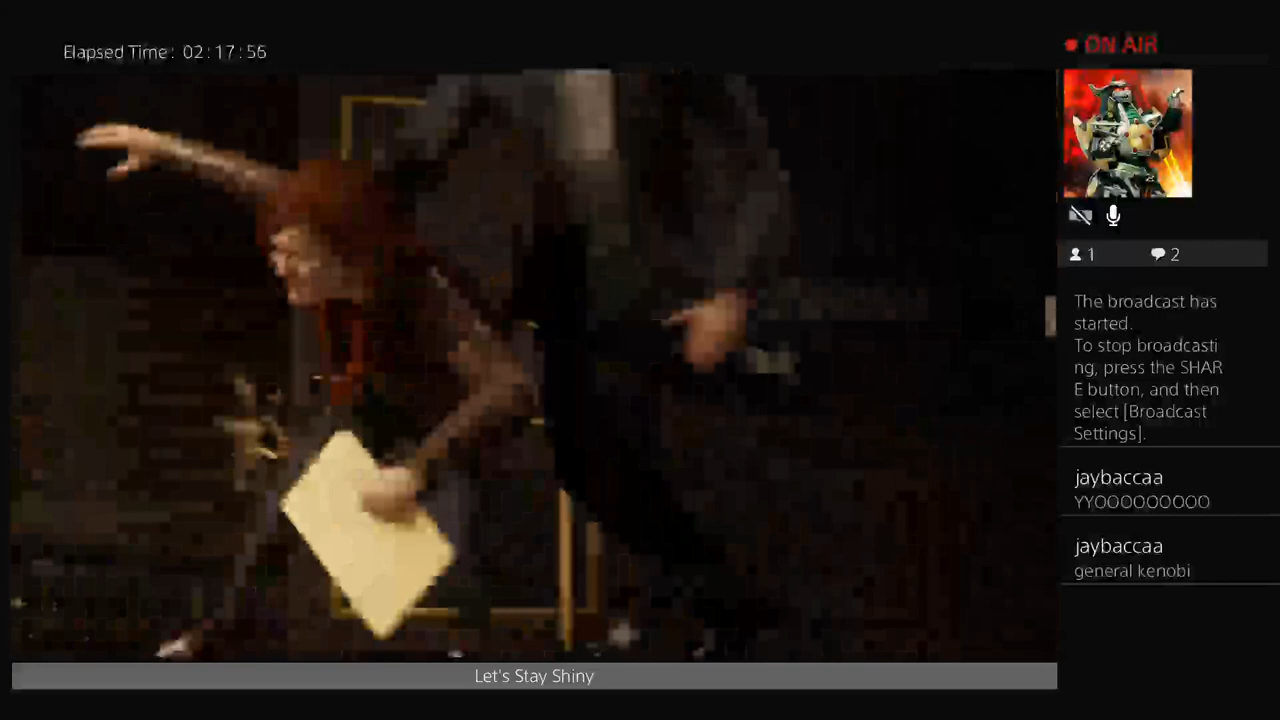 Elapsed Time: 02:17:56
ON AIR
1 2
The broadcast has
started.
To stop broadcasti
ng, press the SHAR
E button, and then
select [Broadcast
Settings].
jaybaccaa
YYOOOOOOOOO
jaybaccaa
general kenobi
Let's Stay Shiny